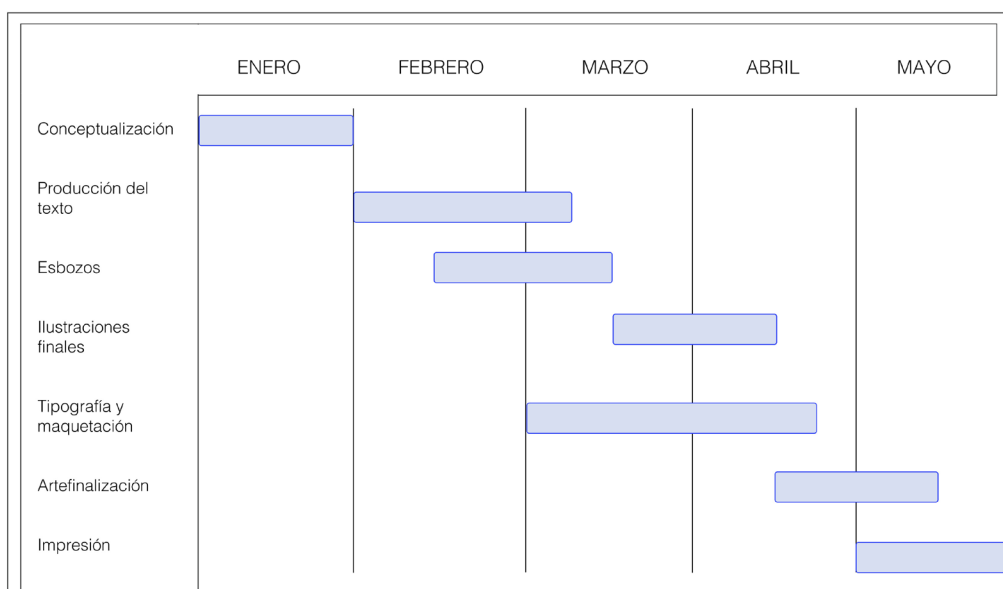 ENERO FEBRERO MARZO ABRIL MAYO
Conceptualización
Producción del
texto
Esbozos
Ilustraciones
finales
Tipografía y
maquetación
Artefinalización
Impresión